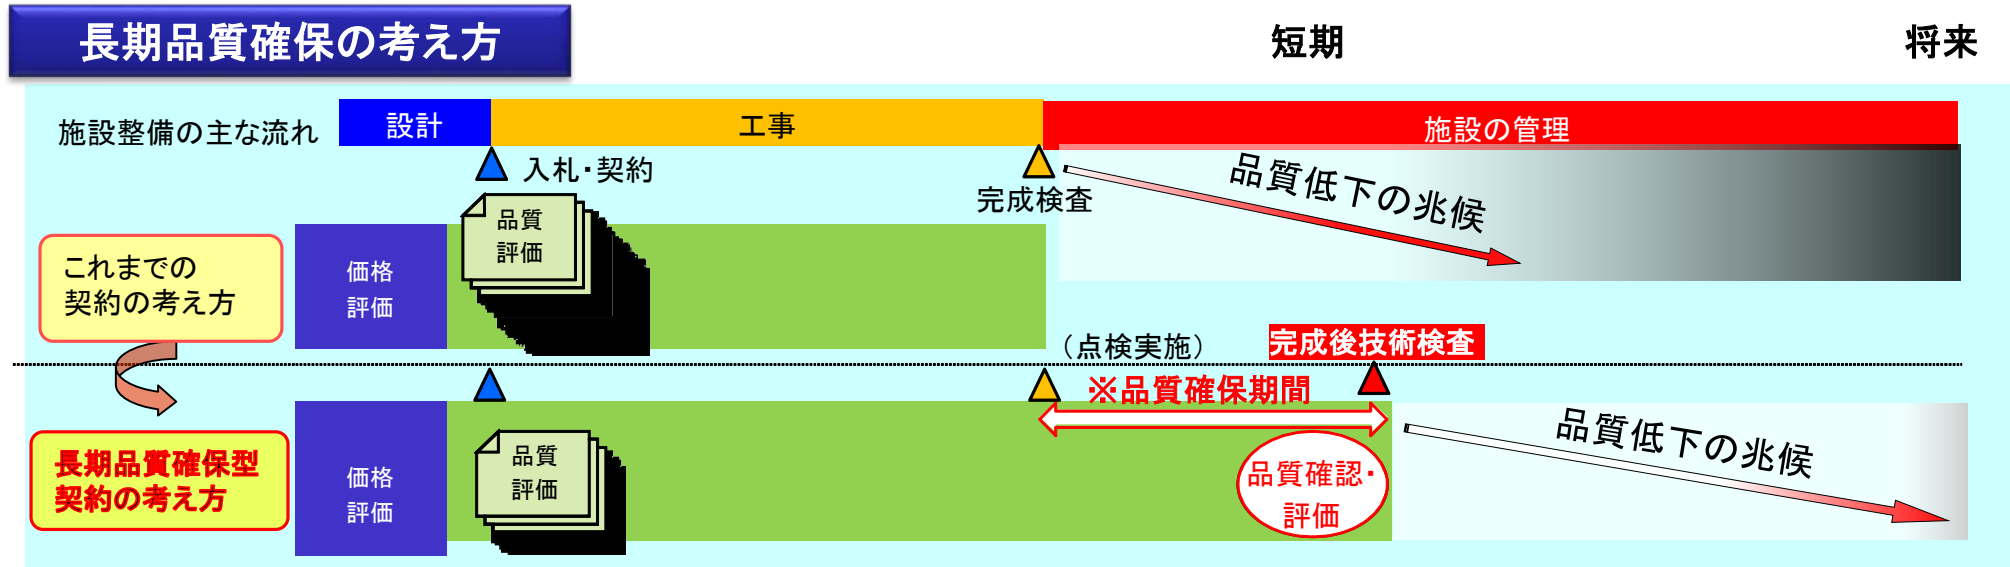 長期品質確保の考え方
短期
将来
施設整備の主な流れ
設計
工事
施設の管理
入札・契約
完成検査
品質低下の兆候
これまでの
契約の考え方
価格
評価
品質
評価
（点検実施）
完成後技術検査
※品質確保期間
長期品質確保型
契約の考え方
価格
評価
品質
評価
品質確認・
評価
品質低下の兆候